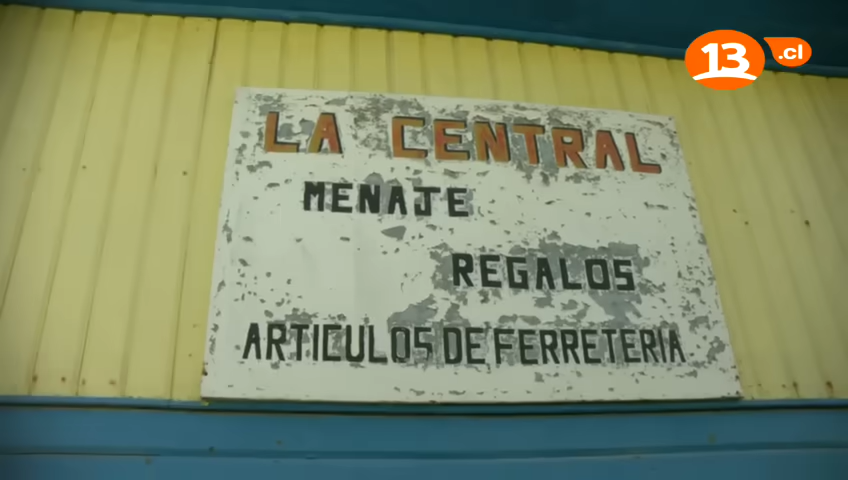 13.cl
LA CENTRAL
MENAJE
REGALOS
ARTICULOS DE FERRETERIA